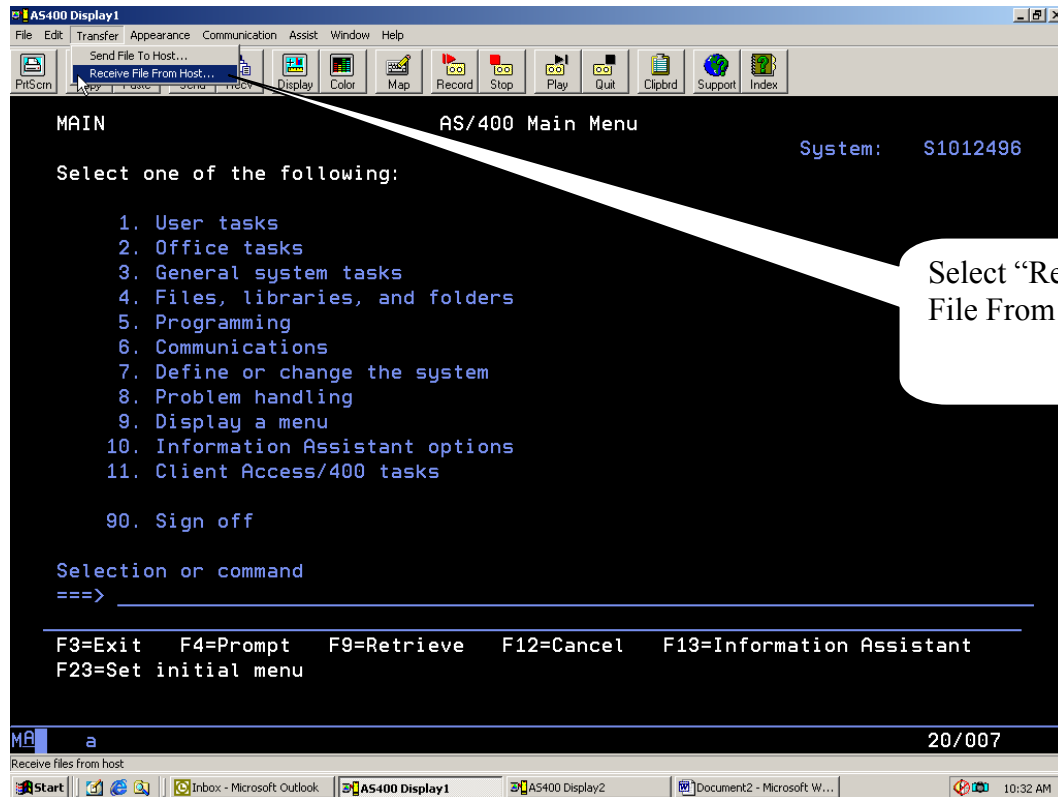 AS400 Display1
File Edit Transfer Appearance Communication Assist Window Help
Send File To Host...
Receive File From Host...
PrtScrn Display Color Map Record Stop Play Quit Clipbrd Support Index
MAIN AS/400 Main Menu
System: S1012496
Select one of the following:
1. User tasks
2. Office tasks
3. General system tasks
4. Files, libraries, and folders
5. Programming
6. Communications
7. Define or change the system
8. Problem handling
9. Display a menu
10. Information Assistant options
11. Client Access/400 tasks
90. Sign off
Select “Re
File From
Selection or command
===>
F3=Exit F4=Prompt F9=Retrieve F12=Cancel F13=Information Assistant
F23=Set initial menu
MA a 20/007
Receive files from host
Start Inbox - Microsoft Outlook AS400 Display1 AS400 Display2 Document2 - Microsoft W... 10:32 AM